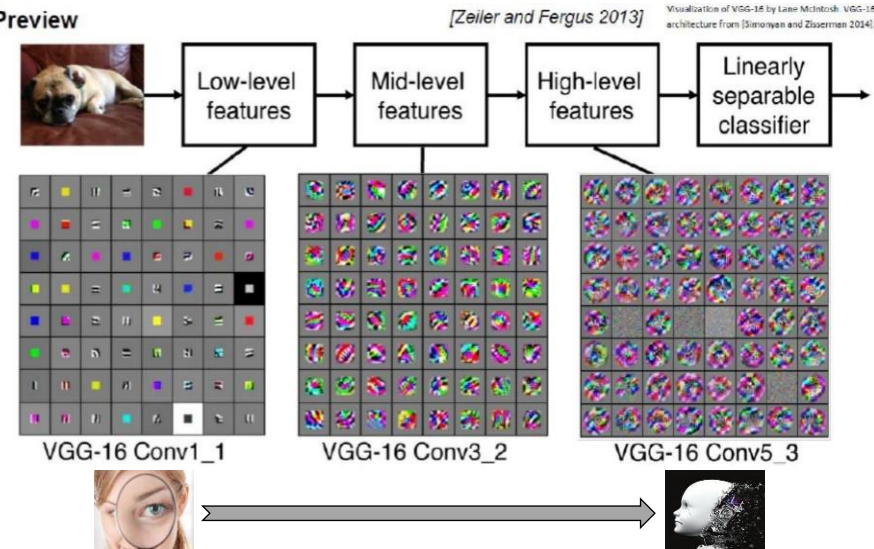 Preview
[Zeiler and Fergus 2013]
Visualization of VGG-16 by Lane McIntosh. VGG-16
architecture from [Simonyan and Zisserman 2014].
Low-level
features
Mid-level
features
High-level
features
Linearly
separable
classifier
VGG-16 Conv1_1
VGG-16 Conv3_2
VGG-16 Conv5_3